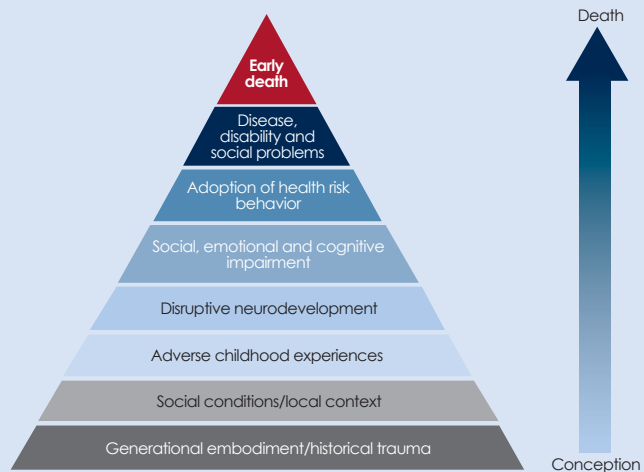 Death
Early
death
Disease,
disability and
social problems
Adoption of health risk
behavior
Social, emotional and cognitive
impairment
Disruptive neurodevelopment
Adverse childhood experiences
Social conditions/local context
Generational embodiment/historical trauma
Conception